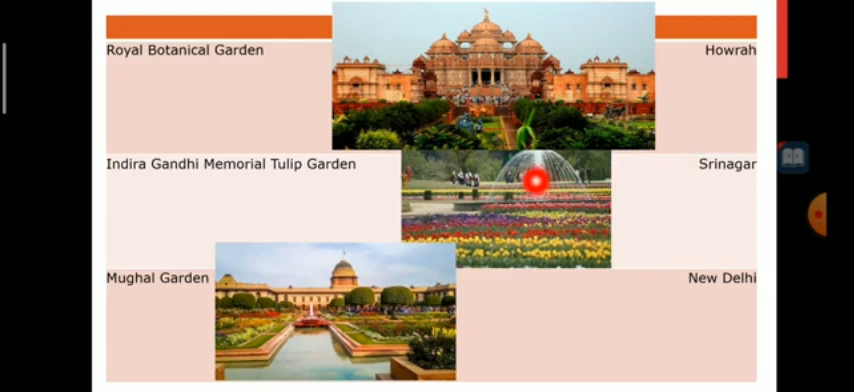 Royal Botanical Garden Howrah
Indira Gandhi Memorial Tulip Garden Srinagar
Mughal Garden New Delhi